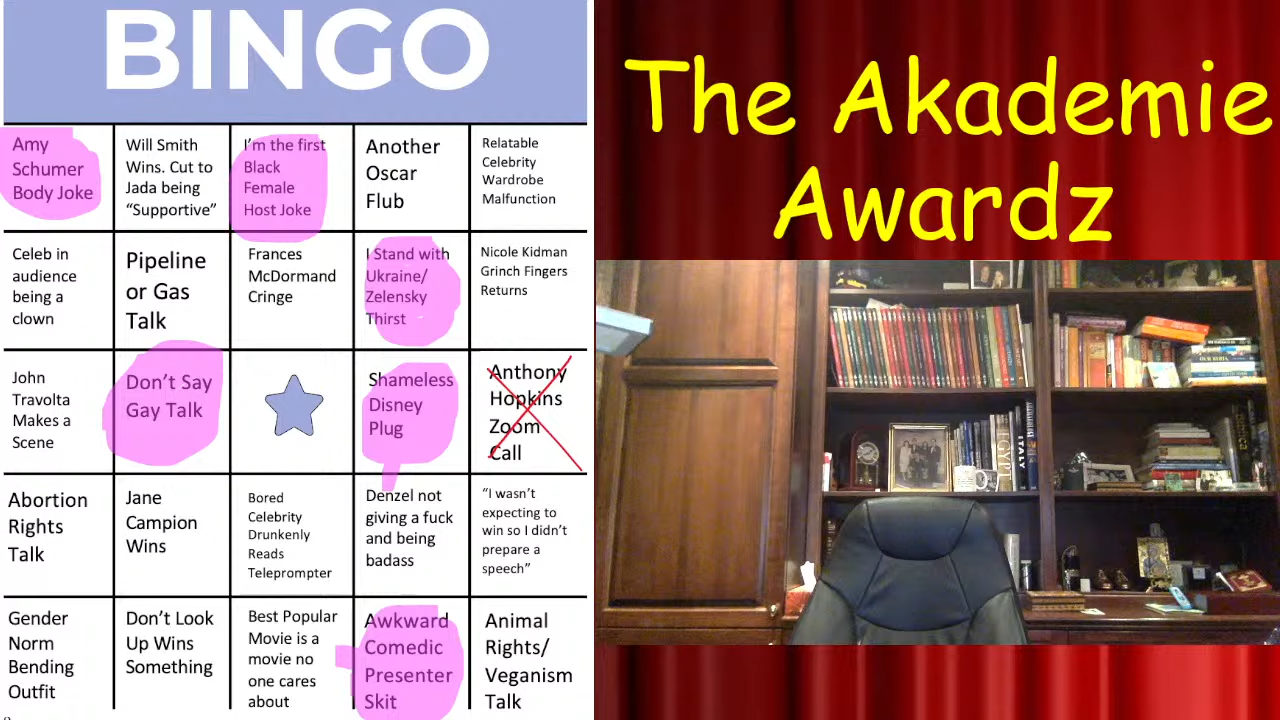 BINGO
Amy
Schumer
Body Joke
Will Smith
Wins. Cut to
Jada being
“Supportive”
I’m the first
Black
Female
Host Joke
Another
Oscar
Flub
Relatable
Celebrity
Wardrobe
Malfunction
Celeb in
audience
being a
clown
Pipeline
or Gas
Talk
Frances
McDormand
Cringe
I Stand with
Ukraine/
Zelensky
Thirst
Nicole Kidman
Grinch Fingers
Returns
John
Travolta
Makes a
Scene
Don’t Say
Gay Talk
Shameless
Disney
Plug
Anthony
Hopkins
Zoom
Call
Abortion
Rights
Talk
Jane
Campion
Wins
Bored
Celebrity
Drunkenly
Reads
Teleprompter
Denzel not
giving a fuck
and being
badass
“I wasn’t
expecting to
win so I didn’t
prepare a
speech”
Gender
Norm
Bending
Outfit
Don’t Look
Up Wins
Something
Best Popular
Movie is a
movie no
one cares
about
Awkward
Comedic
Presenter
Skit
Animal
Rights/
Veganism
Talk
The Akademie
Awardz
EGYPT
ITALY